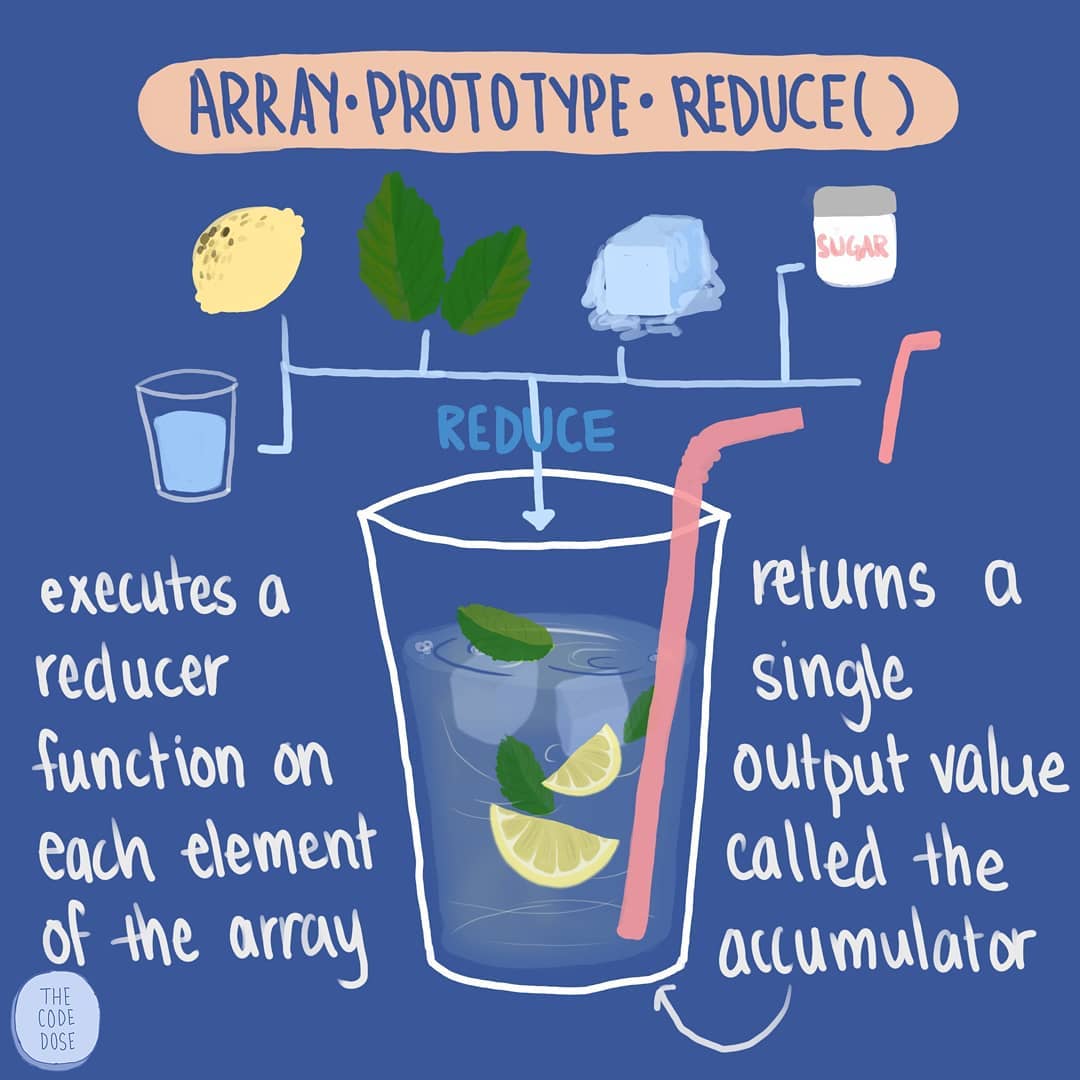 ARRAY•PROTOTYPE•REDUCE()
SUGAR
REDUCE
executes a
reducer
function on
each element
of the array
returns a
single
output value
called the
accumulator
THE
CODE
DOSE